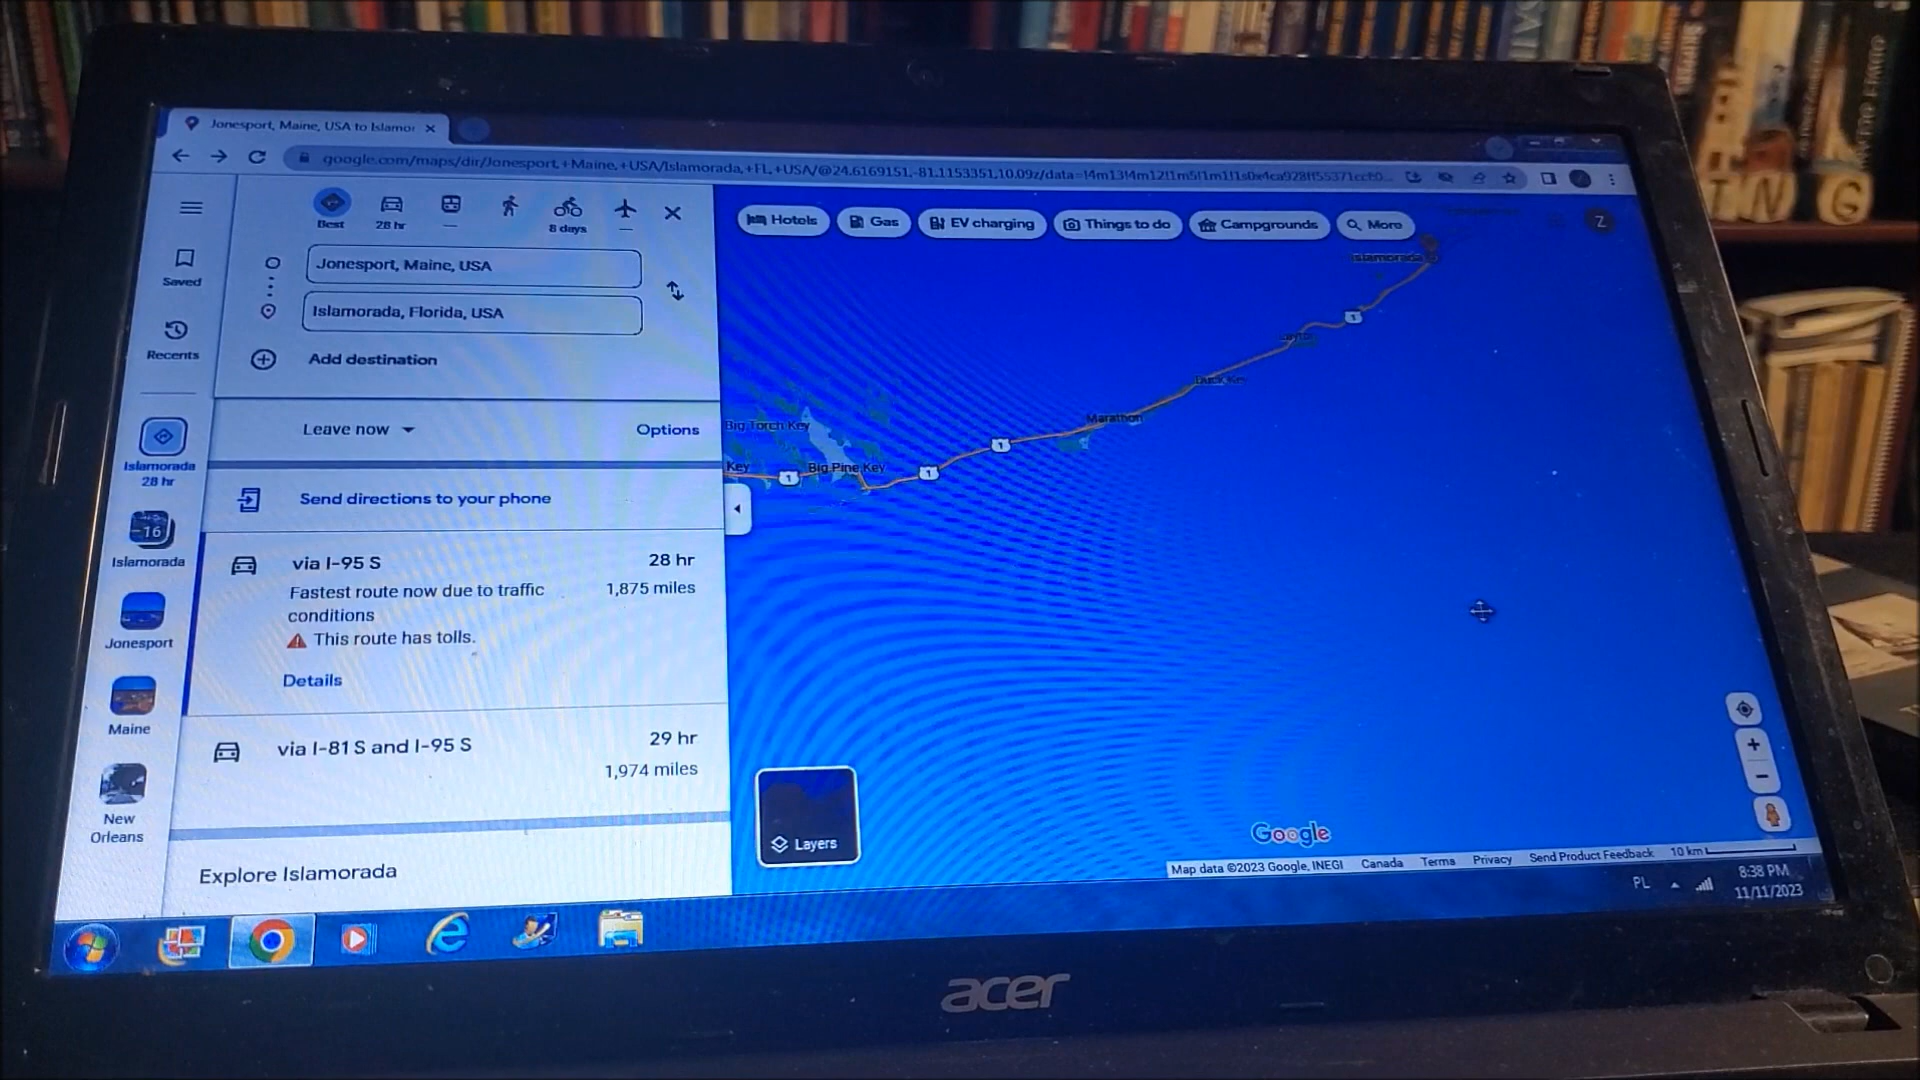 Jonesport, Maine, USA to Islamor
google.com/maps/dir/Jonesport,+Maine,+USA/Islamorada,+FL,+USA/@24.6169151,-81.1153351,10.09z/data=
Best
28 hr
8 days
Hotels
Gas
EV charging
Things to do
Campgrounds
More
Z
Saved
Jonesport, Maine, USA
Islamorada, Florida, USA
Recents
Add destination
Leave now
Options
Islamorada
28 hr
Send directions to your phone
-16
Islamorada
via I-95 S
28 hr
Fastest route now due to traffic
1,875 miles
conditions
This route has tolls.
Jonesport
Details
Maine
via I-81 S and I-95 S
29 hr
1,974 miles
New
Orleans
Explore Islamorada
Islamorada
1
Layton
Duck Key
Marathon
1
Big Torch Key
Key
Big Pine Key
1
1
Layers
Google
Map data ©2023 Google, INEGI
Canada
Terms
Privacy
Send Product Feedback
10 km
PL
8:38 PM
11/11/2023
acer
N
G